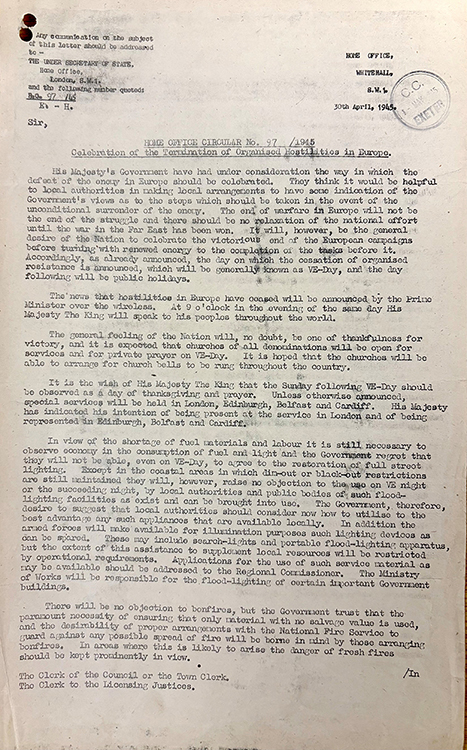 Any communication on the subject
of this letter should be addressed
to -
THE UNDER SECRETARY OF STATE,
Home Office,
London, S.W.1.
and the following number quoted:
H.O. 97 /45
E* - H.
HOME OFFICE,
WHITEHALL,
S.W.1.
30th April, 1945.
C.C.
EXETER
Sir,
HOME OFFICE CIRCULAR No. 97 /1945
Celebration of the Termination of Organised Hostilities in Europe.
His Majesty's Government have had under consideration the way in which the
defeat of the enemy in Europe should be celebrated. They think it would be helpful
to local authorities in making local arrangements to have some indication of the
Government's views as to the steps which should be taken in the event of the
unconditional surrender of the enemy. The end of warfare in Europe will not be
the end of the struggle and there should be no relaxation of the national effort
until the war in the Far East has been won. It will, however, be the general
desire of the Nation to celebrate the victorious end of the European campaigns
before turning with renewed energy to the completion of the tasks before it.
Accordingly, as already announced, the day on which the cessation of organised
resistance is announced, which will be generally known as VE-Day, and the day
following will be public holidays.
The news that hostilities in Europe have ceased will be announced by the Prime
Minister over the wireless. At 9 o'clock in the evening of the same day His
Majesty The King will speak to his peoples throughout the world.
The general feeling of the Nation will, no doubt, be one of thankfulness for
victory, and it is expected that churches of all denominations will be open for
services and for private prayer on VE-Day. It is hoped that the churches will be
able to arrange for church bells to be rung throughout the country.
It is the wish of His Majesty The King that the Sunday following VE-Day should
be observed as a day of thanksgiving and prayer. Unless otherwise announced,
special services will be held in London, Edinburgh, Belfast and Cardiff. His Majesty
has indicated his intention of being present at the service in London and of being
represented in Edinburgh, Belfast and Cardiff.
In view of the shortage of fuel materials and labour it is still necessary to
observe economy in the consumption of fuel and light and the Government regret that
they will not be able, even on VE-Day, to agree to the restoration of full street
lighting. Except in the coastal areas in which dim-out or black-out restrictions
are still maintained they will, however, raise no objection to the use on VE night
or the succeeding night, by local authorities and public bodies of such flood-
lighting facilities as exist and can be brought into use. The Government, therefore,
desire to suggest that local authorities should consider now how to utilise to the
best advantage any such appliances that are available locally. In addition the
armed forces will make available for illumination purposes such lighting devices as
can be spared. These may include search-lights and portable flood-lighting apparatus,
but the extent of this assistance to supplement local resources will be restricted
by operational requirements. Applications for the use of such service material as
may be available should be addressed to the Regional Commissioner. The Ministry
of Works will be responsible for the flood-lighting of certain important Government
buildings.
There will be no objection to bonfires, but the Government trust that the
paramount necessity of ensuring that only material with no salvage value is used,
and the desirability of proper arrangements with the National Fire Service to
guard against any possible spread of fire will be borne in mind by those arranging
bonfires. In areas where this is likely to arise the danger of fresh fires
should be kept prominently in view.
/In
The Clerk of the Council or the Town Clerk.
The Clerk to the Licensing Justices.